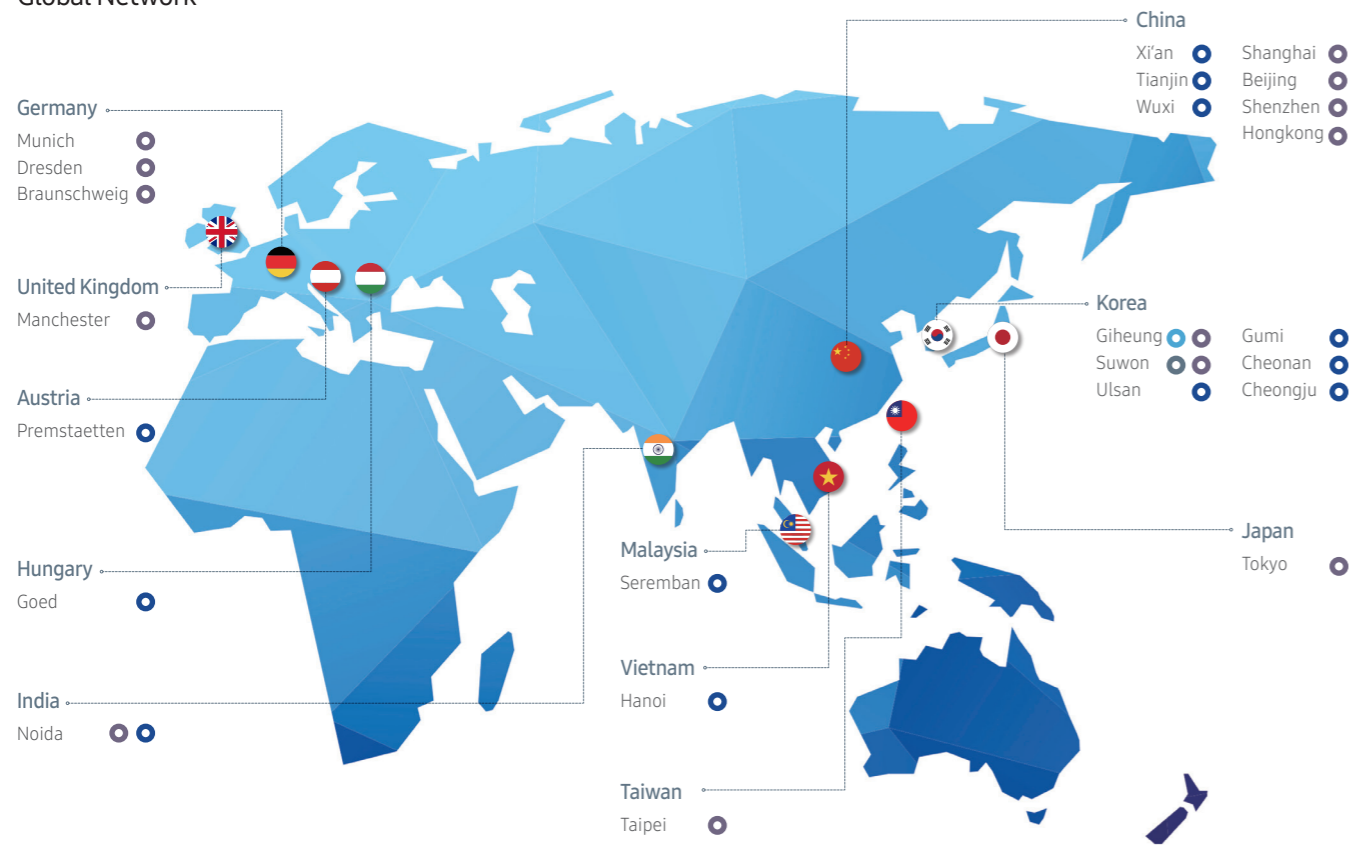 Global Network
China
Xi'an Shanghai
Tianjin Beijing
Wuxi Shenzhen
Hongkong
Germany
Munich
Dresden
Braunschweig
United Kingdom
Manchester
Korea
Giheung Gumi
Suwon Cheonan
Ulsan Cheongju
Austria
Premstaetten
Japan
Tokyo
Malaysia
Seremban
Hungary
Goed
Vietnam
Hanoi
India
Noida
Taiwan
Taipei